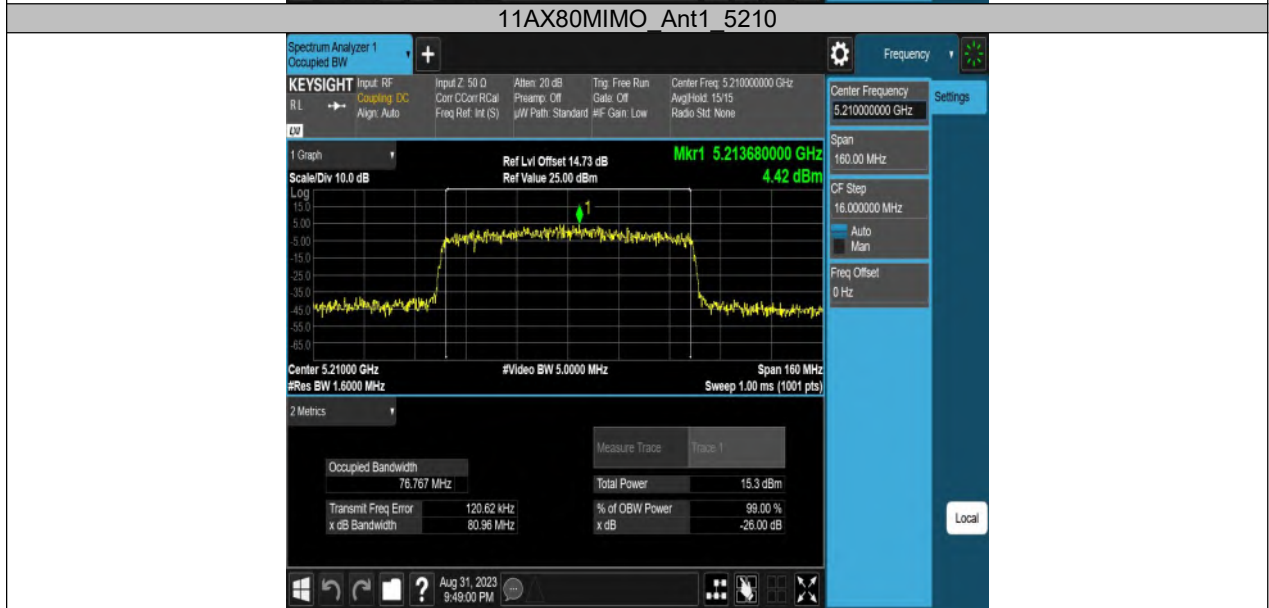 11AX80MIMO_Ant1_5210
Spectrum Analyzer 1
Occupied BW
+
Frequency
KEYSIGHT Input: RF Input Z: 50 Ω Atten: 20 dB Trig: Free Run Center Freq: 5.210000000 GHz
RL Coupling: DC Corr CCorr RCal Preamp: Off Gate: Off Avg|Hold: 15/15
Align: Auto Freq Ref: Int (S) µW Path: Standard #IF Gain: Low Radio Std: None
LXI
Center Frequency
5.210000000 GHz
Settings
Span
160.00 MHz
CF Step
16.000000 MHz
Auto
Man
Freq Offset
0 Hz
1 Graph
Ref Lvl Offset 14.73 dB
Mkr1 5.213680000 GHz
Scale/Div 10.0 dB
Ref Value 25.00 dBm
4.42 dBm
Log
15.0
5.00
-5.00
-15.0
-25.0
-35.0
-45.0
-55.0
-65.0
1
Center 5.21000 GHz #Video BW 5.0000 MHz Span 160 MHz
#Res BW 1.6000 MHz Sweep 1.00 ms (1001 pts)
2 Metrics
Measure Trace Trace 1
Occupied Bandwidth
76.767 MHz
Total Power 15.3 dBm
Transmit Freq Error 120.62 kHz % of OBW Power 99.00 %
x dB Bandwidth 80.96 MHz x dB -26.00 dB
Local
? Aug 31, 2023
9:49:00 PM